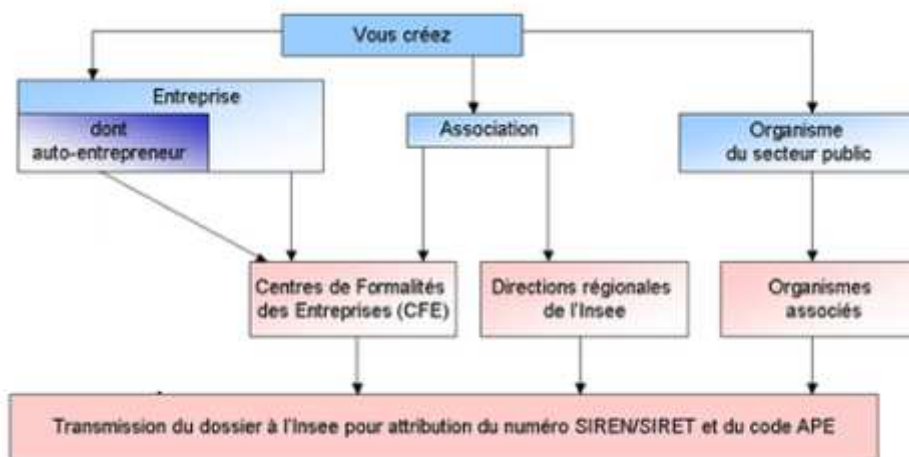 Vous créez
Entreprise
dont
auto-entrepreneur
Association
Organisme
du secteur public
Centres de Formalités
des Entreprises (CFE)
Directions régionales
de l'Insee
Organismes
associés
Transmission du dossier à l'Insee pour attribution du numéro SIREN/SIRET et du code APE